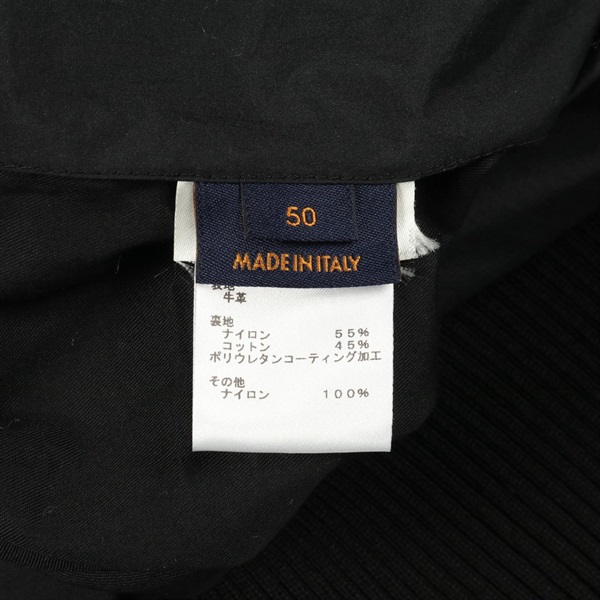 50
MADE IN ITALY
表地
牛革
裏地
ナイロン 55%
コットン 45%
ポリウレタンコーティング加工
その他
ナイロン 100%